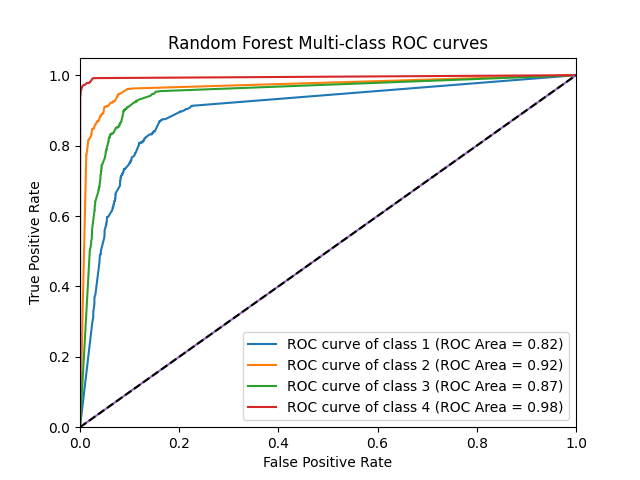 Random Forest Multi-class ROC curves
1.0
0.8
0.6
0.4
0.2
0.0
True Positive Rate
ROC curve of class 1 (ROC Area = 0.82)
ROC curve of class 2 (ROC Area = 0.92)
ROC curve of class 3 (ROC Area = 0.87)
ROC curve of class 4 (ROC Area = 0.98)
0.0 0.2 0.4 0.6 0.8 1.0
False Positive Rate